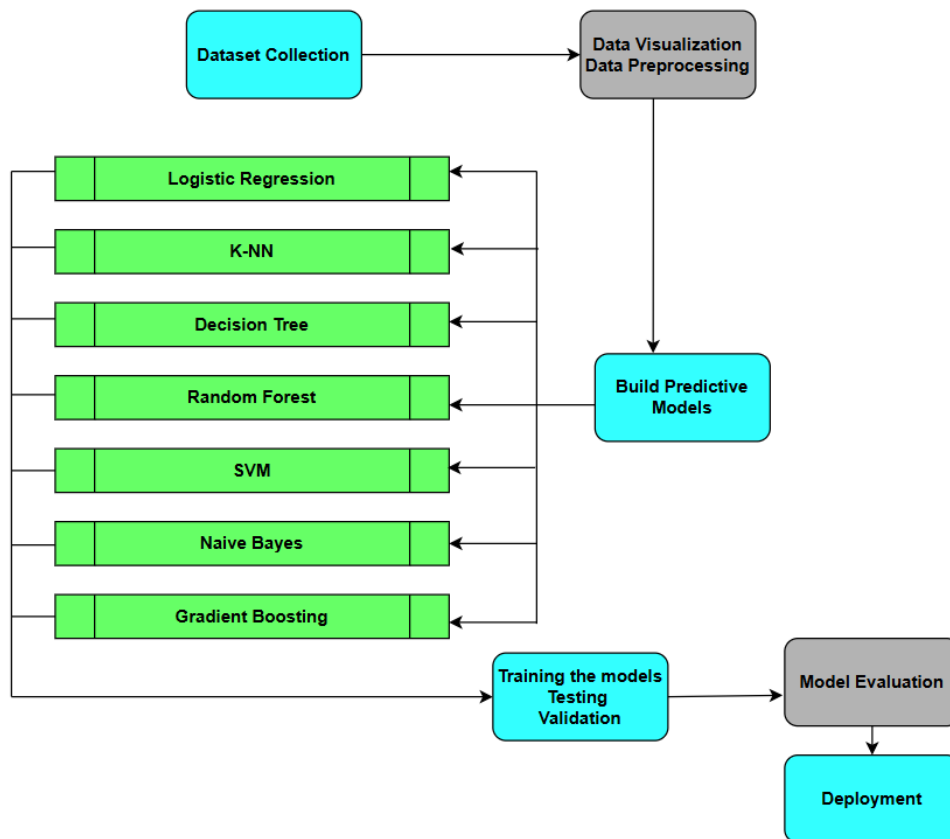 Dataset Collection
Data Visualization
Data Preprocessing
Logistic Regression
K-NN
Decision Tree
Random Forest
Build Predictive
Models
SVM
Naive Bayes
Gradient Boosting
Training the models
Testing
Validation
Model Evaluation
Deployment